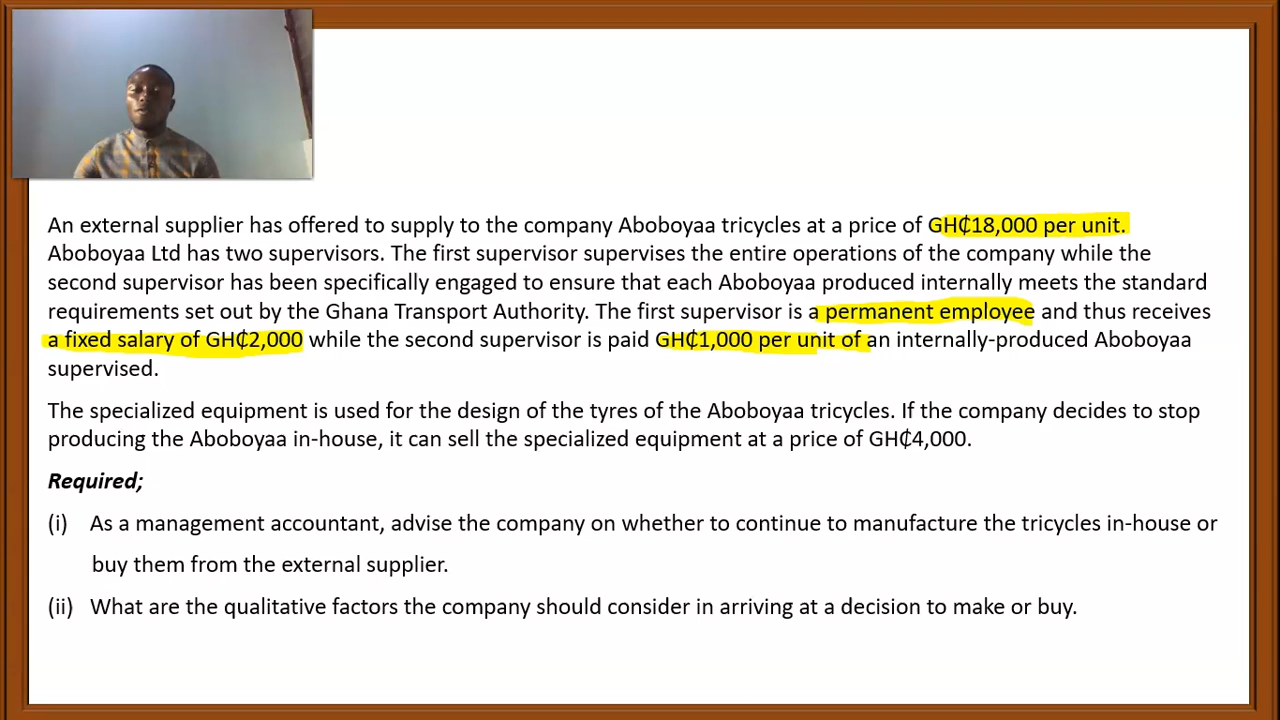 An external supplier has offered to supply to the company Aboboyaa tricycles at a price of GH₵18,000 per unit.
Aboboyaa Ltd has two supervisors. The first supervisor supervises the entire operations of the company while the
second supervisor has been specifically engaged to ensure that each Aboboyaa produced internally meets the standard
requirements set out by the Ghana Transport Authority. The first supervisor is a permanent employee and thus receives
a fixed salary of GH₵2,000 while the second supervisor is paid GH₵1,000 per unit of an internally-produced Aboboyaa
supervised.
The specialized equipment is used for the design of the tyres of the Aboboyaa tricycles. If the company decides to stop
producing the Aboboyaa in-house, it can sell the specialized equipment at a price of GH₵4,000.
Required;
(i) As a management accountant, advise the company on whether to continue to manufacture the tricycles in-house or
buy them from the external supplier.
(ii) What are the qualitative factors the company should consider in arriving at a decision to make or buy.